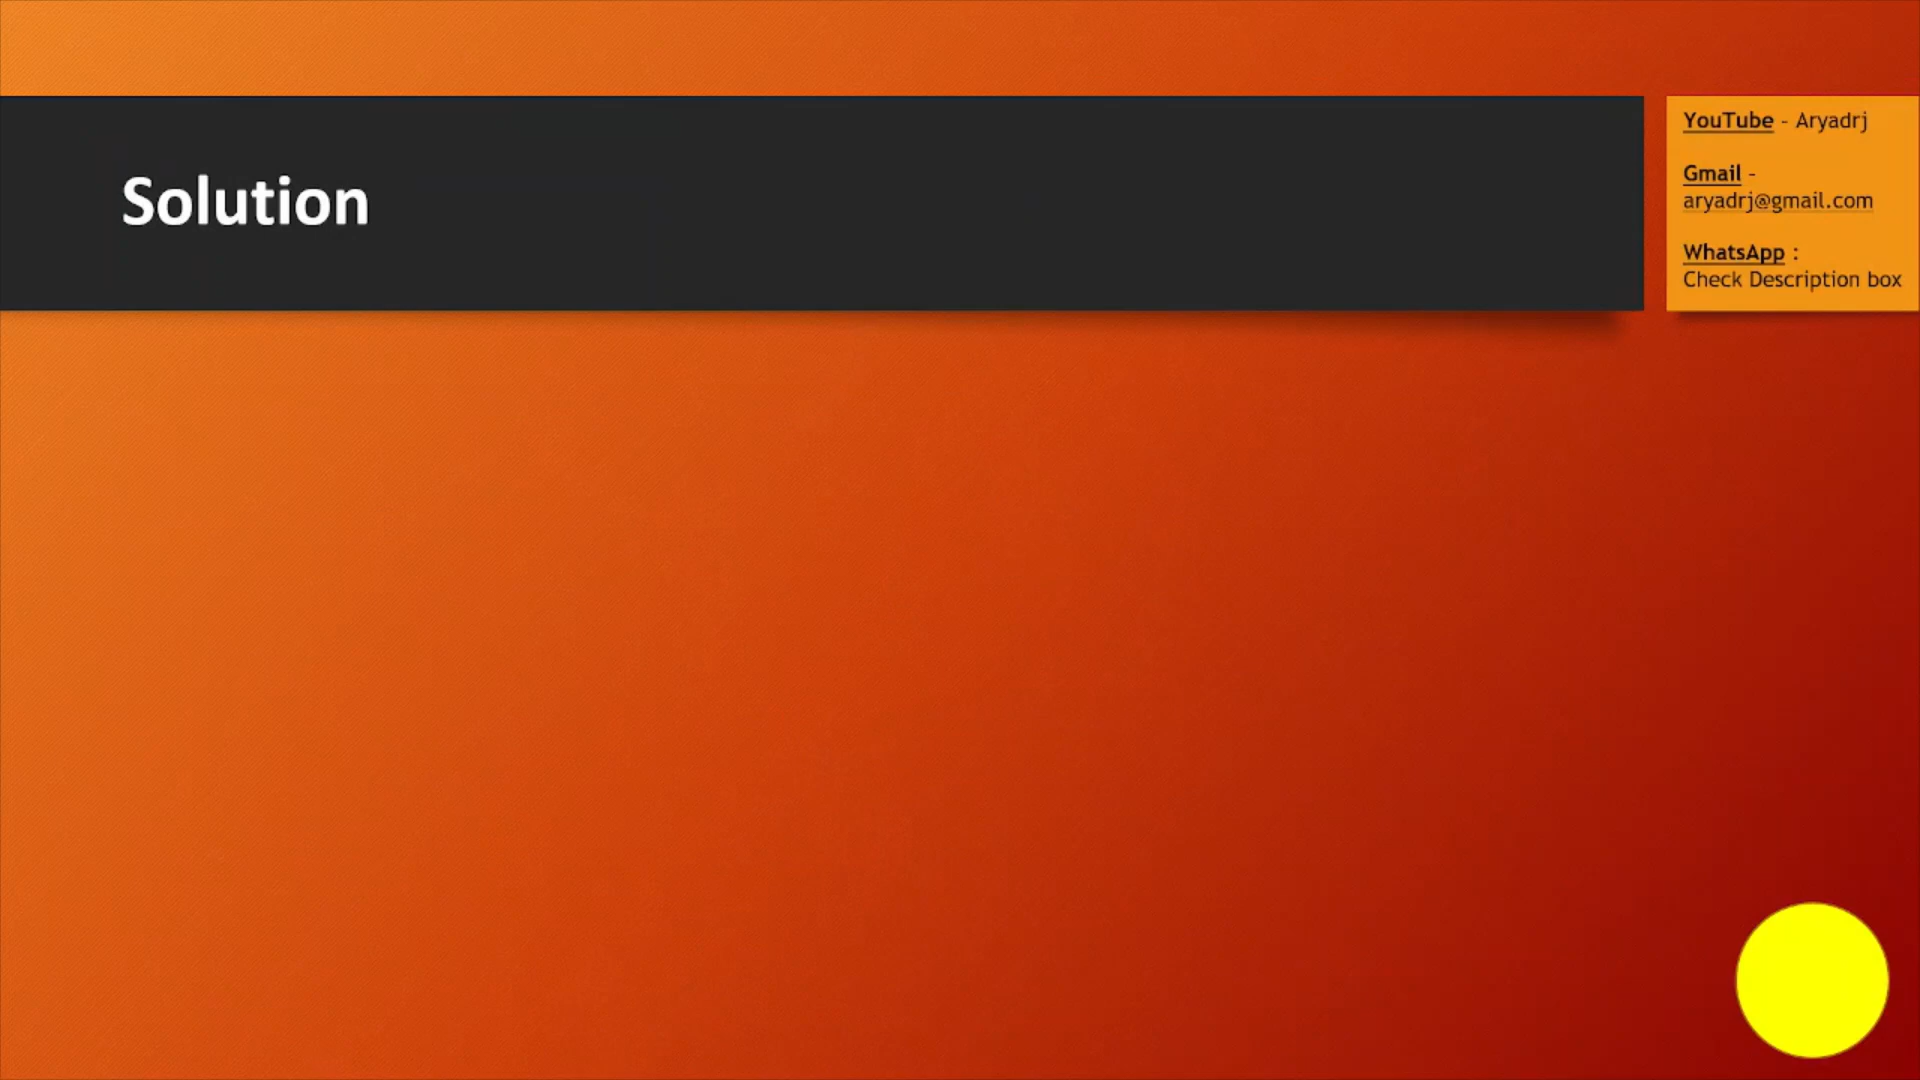 Solution
YouTube - Aryadrj
Gmail -
aryadrj@gmail.com
WhatsApp :
Check Description box